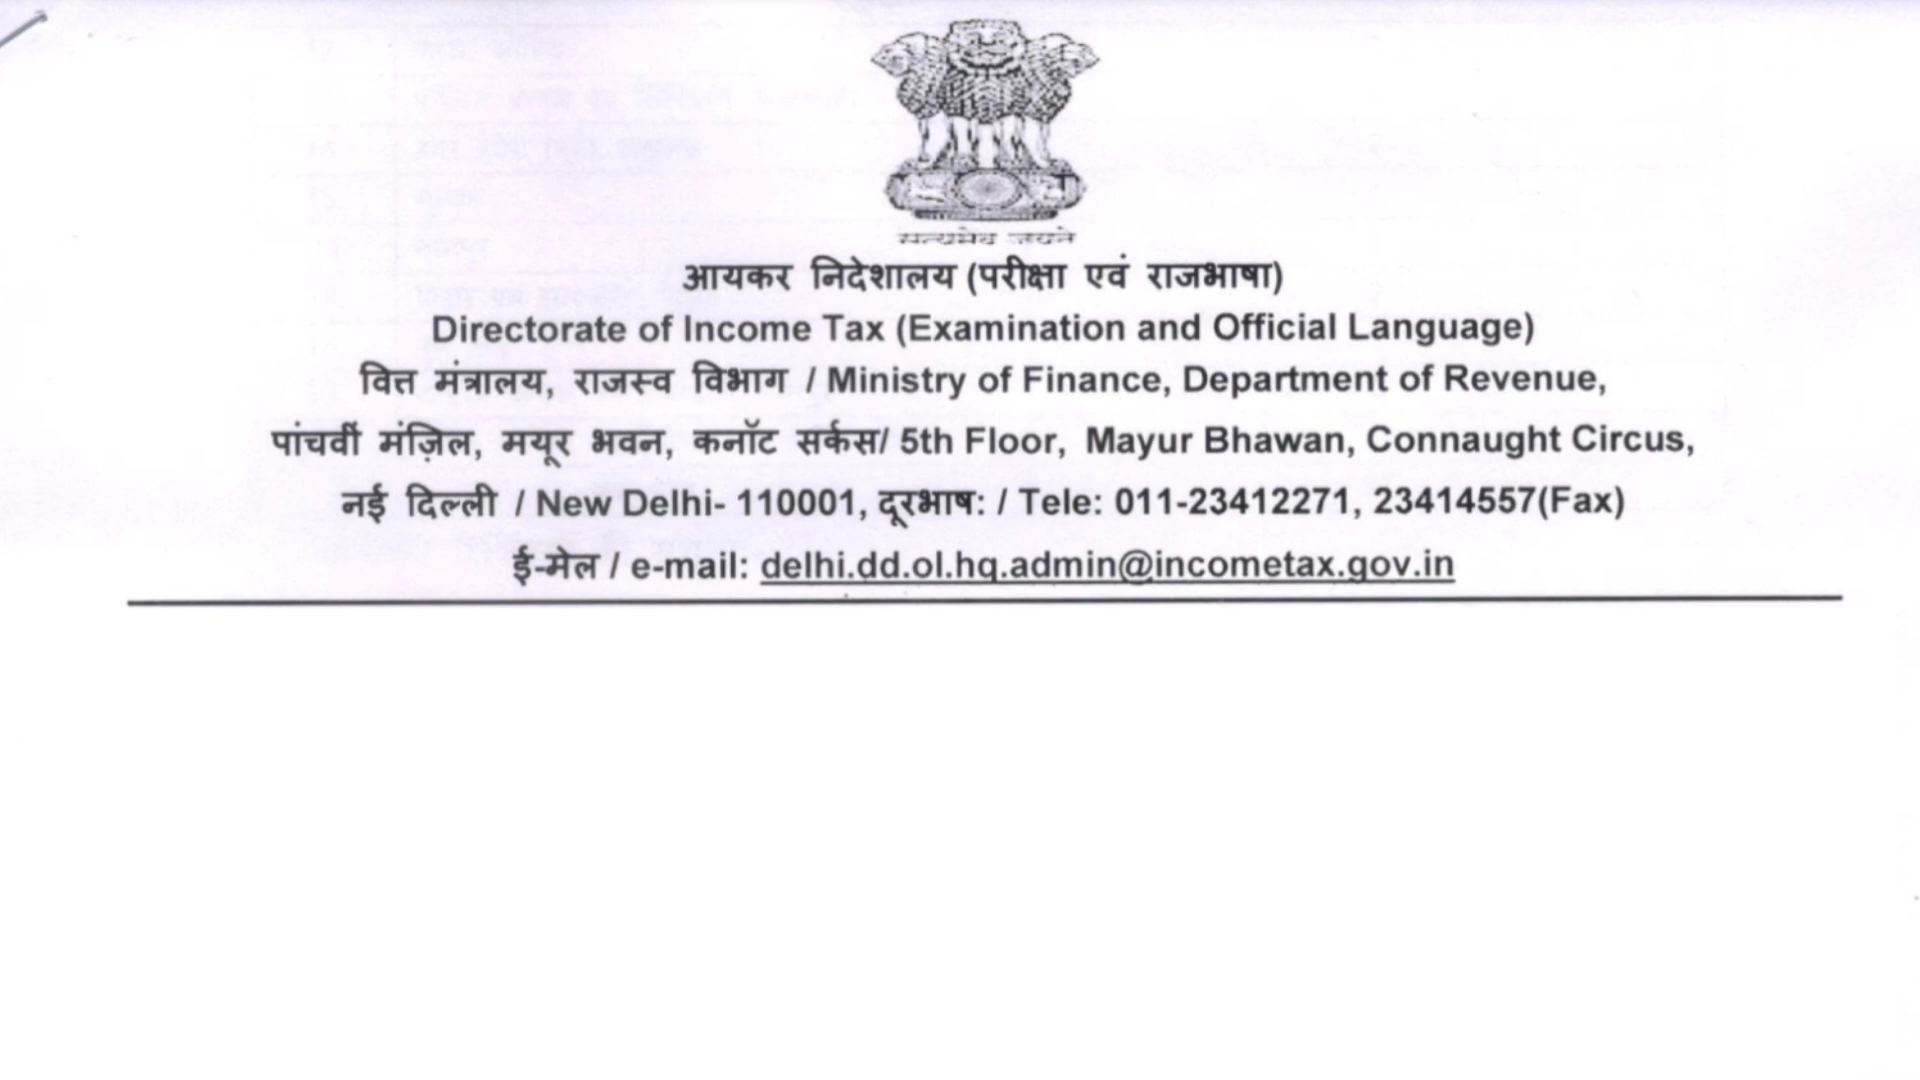 सत्यमेव जयते
आयकर निदेशालय (परीक्षा एवं राजभाषा)
Directorate of Income Tax (Examination and Official Language)
वित्त मंत्रालय, राजस्व विभाग / Ministry of Finance, Department of Revenue,
पांचवीं मंज़िल, मयूर भवन, कनॉट सर्कस/ 5th Floor, Mayur Bhawan, Connaught Circus,
नई दिल्ली / New Delhi- 110001, दूरभाष: / Tele: 011-23412271, 23414557(Fax)
ई-मेल / e-mail: delhi.dd.ol.hq.admin@incometax.gov.in